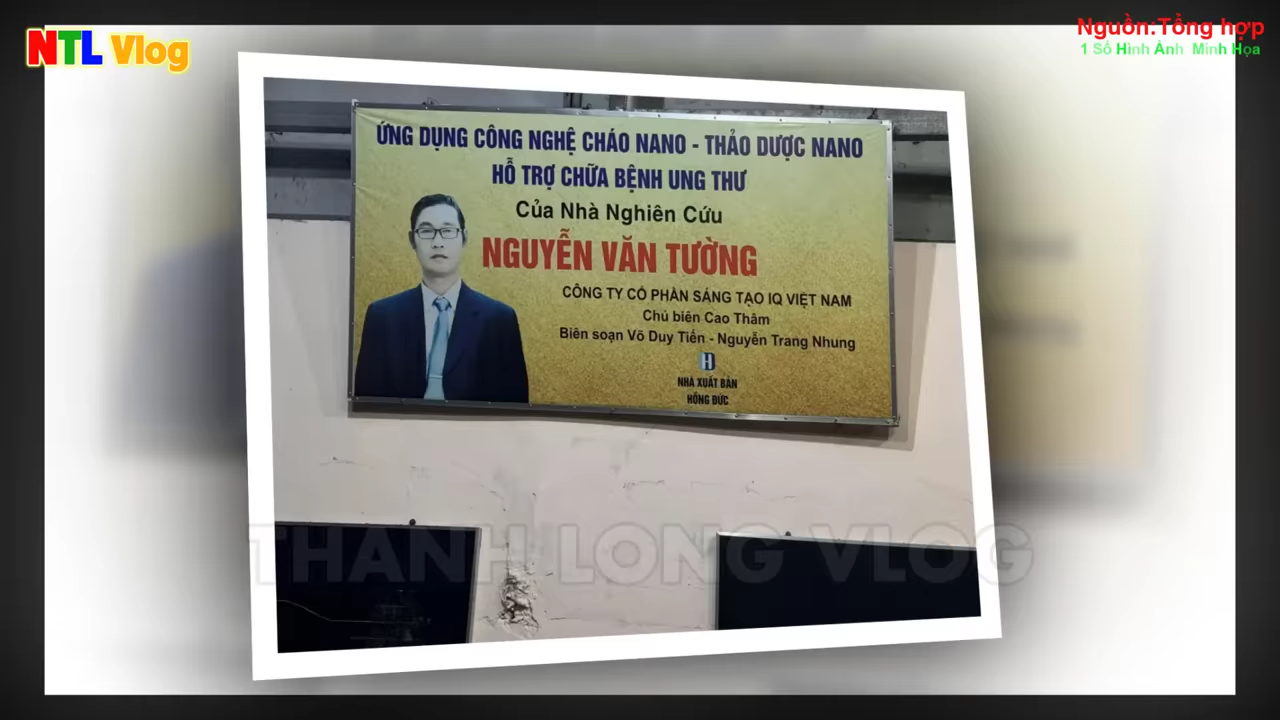 NTL Vlog
Nguồn:Tổng hợp
1 Số Hình Ảnh Minh Họa
ỨNG DỤNG CÔNG NGHỆ CHÁO NANO - THẢO DƯỢC NANO
HỖ TRỢ CHỮA BỆNH UNG THƯ
Của Nhà Nghiên Cứu
NGUYỄN VĂN TƯỜNG
CÔNG TY CỔ PHẦN SÁNG TẠO IQ VIỆT NAM
Chủ biên Cao Thâm
Biên soạn Võ Duy Tiến - Nguyễn Trang Nhung
NHÀ XUẤT BẢN
HỒNG ĐỨC
THANH LONG VLOG